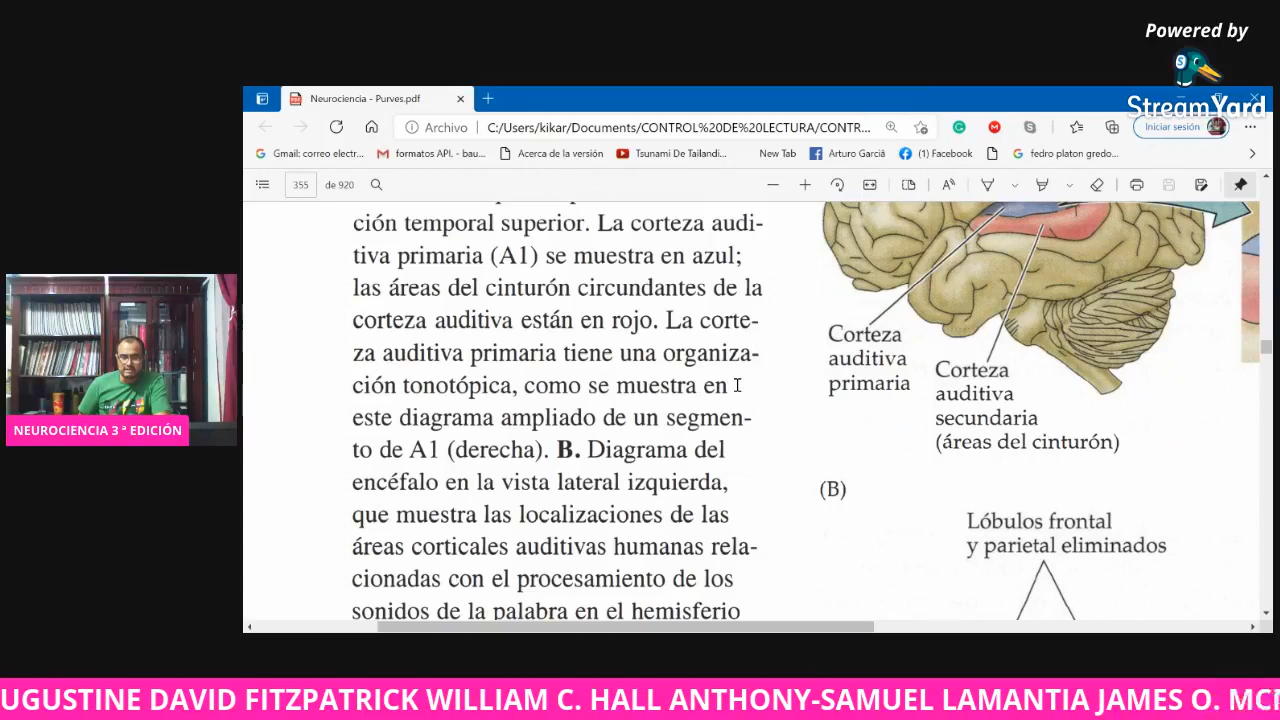 Powered by
StreamYard
Neurociencia - Purves.pdf
Archivo
C:/Users/kikar/Documents/CONTROL%20DE%20LECTURA/CONTR...
Iniciar sesión
Gmail: correo electr...
formatos API. - bau...
Acerca de la versión
Tsunami De Tailandi...
New Tab
Arturo Garciâ
(1) Facebook
fedro platon gredo...
355 de 920
ción temporal superior. La corteza audi-
tiva primaria (A1) se muestra en azul;
las áreas del cinturón circundantes de la
corteza auditiva están en rojo. La corte-
za auditiva primaria tiene una organiza-
ción tonotópica, como se muestra en
este diagrama ampliado de un segmen-
to de A1 (derecha). B. Diagrama del
encéfalo en la vista lateral izquierda,
que muestra las localizaciones de las
áreas corticales auditivas humanas rela-
cionadas con el procesamiento de los
sonidos de la palabra en el hemisferio
Corteza
auditiva
primaria
Corteza
auditiva
secundaria
(áreas del cinturón)
(B)
Lóbulos frontal
y parietal eliminados
NEUROCIENCIA 3 ª EDICIÓN
UGUSTINE DAVID FITZPATRICK WILLIAM C. HALL ANTHONY-SAMUEL LAMANTIA JAMES O.